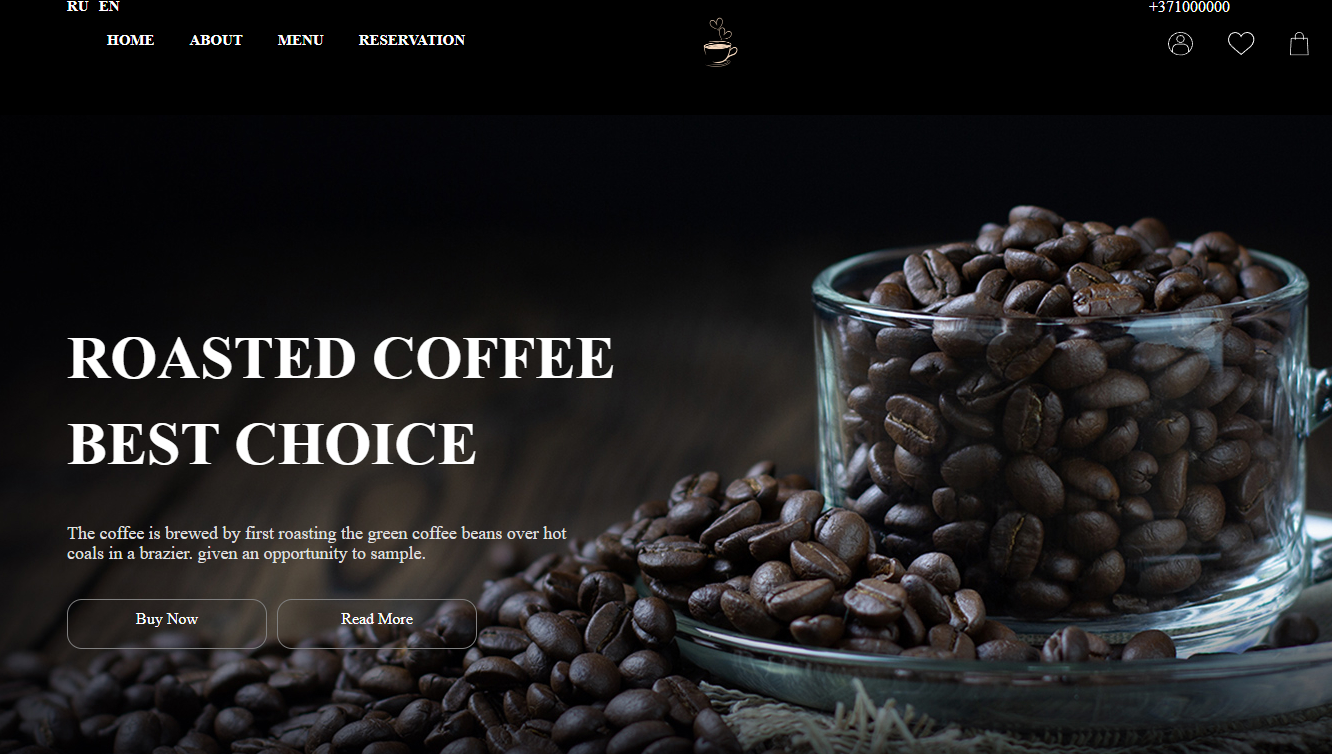 RU EN
+371000000
HOME ABOUT MENU RESERVATION
ROASTED COFFEE
BEST CHOICE
The coffee is brewed by first roasting the green coffee beans over hot
coals in a brazier. given an opportunity to sample.
Buy Now
Read More